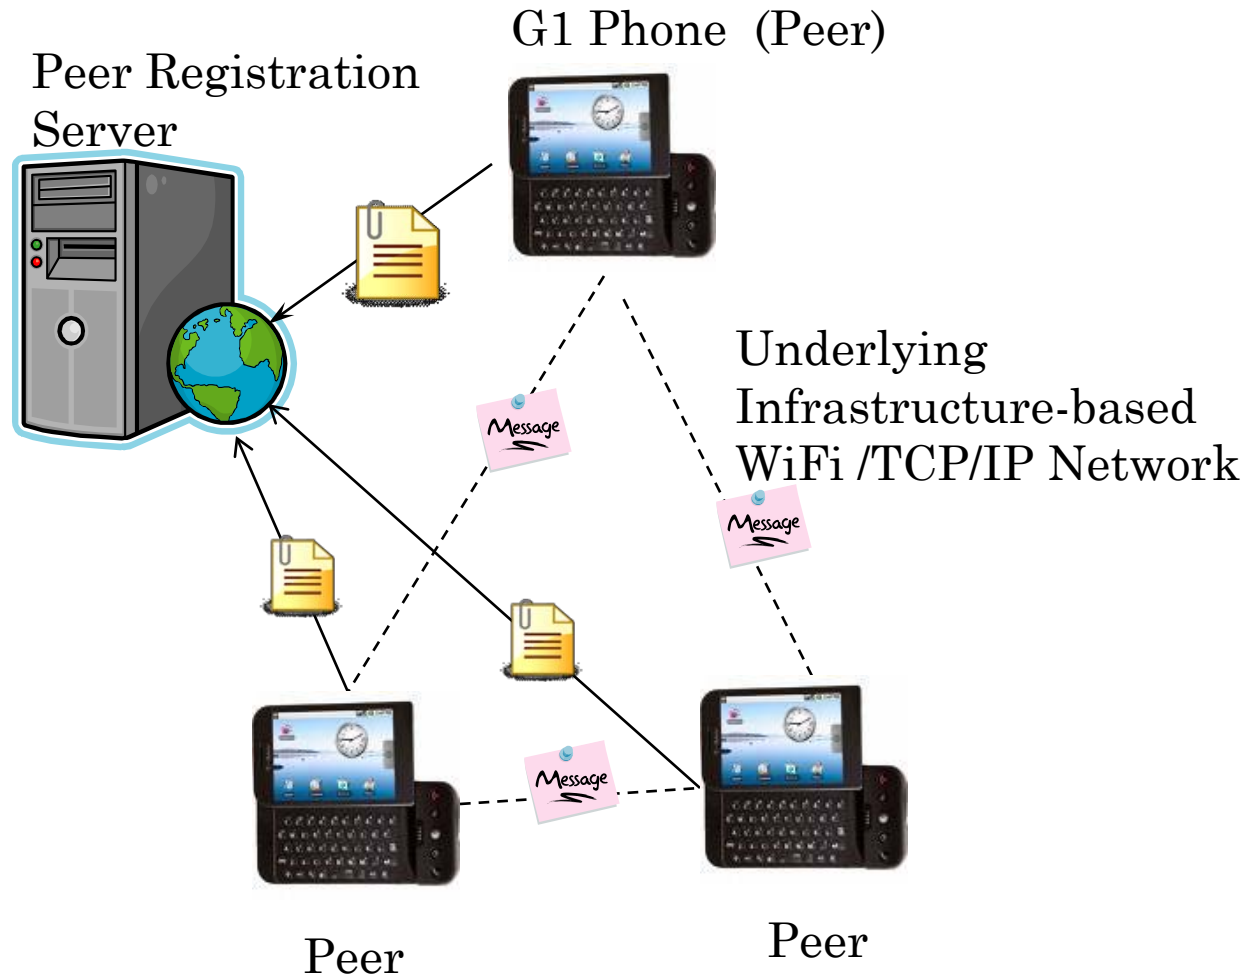 G1 Phone  (Peer)
Peer Registration
Server
Underlying
Infrastructure-based
WiFi /TCP/IP Network
Message
Message
Message
Peer
Peer